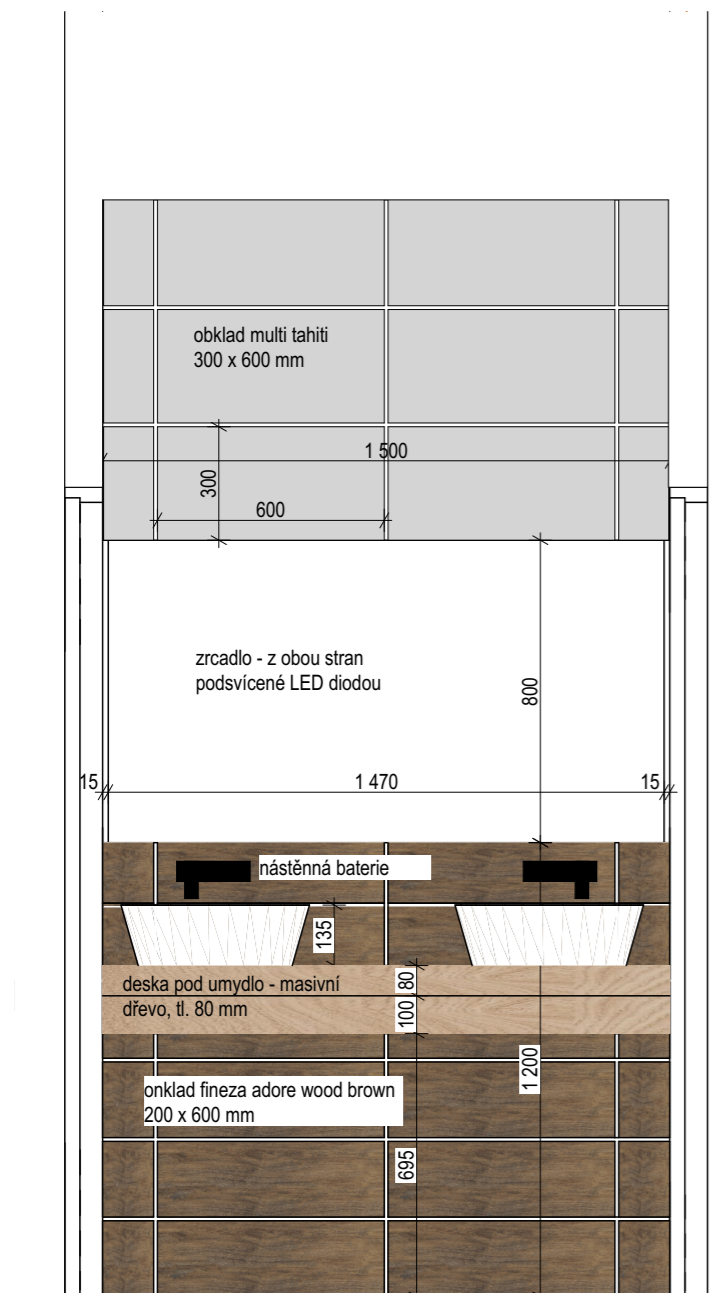 obklad multi tahiti
300 x 600 mm
1 500
300
600
zrcadlo - z obou stran
podsvícené LED diodou
800
15
1 470
15
nástěnná baterie
135
deska pod umydlo - masivní
dřevo, tl. 80 mm
80
100
1 200
onklad fineza adore wood brown
200 x 600 mm
695